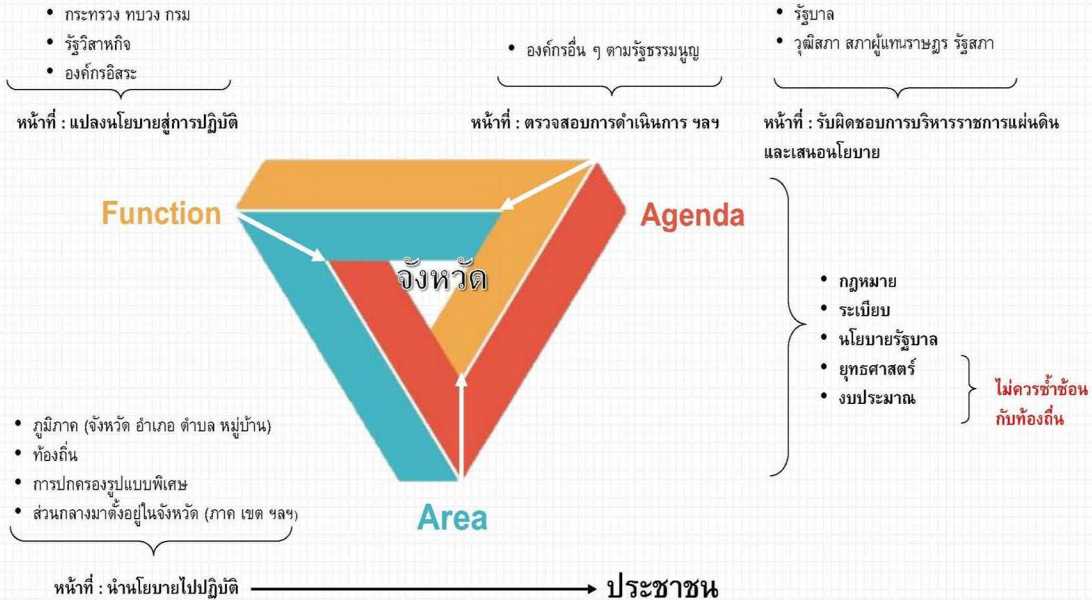 • กระทรวง ทบวง กรม
• รัฐวิสาหกิจ
• องค์กรอิสระ
หน้าที่ : แปลงนโยบายสู่การปฏิบัติ
• องค์กรอื่น ๆ ตามรัฐธรรมนูญ
หน้าที่ : ตรวจสอบการดำเนินการ ฯลฯ
• รัฐบาล
• วุฒิสภา สภาผู้แทนราษฎร รัฐสภา
หน้าที่ : รับผิดชอบการบริหารราชการแผ่นดิน
และเสนอนโยบาย
Function
Agenda
จังหวัด
• กฎหมาย
• ระเบียบ
• นโยบายรัฐบาล
• ยุทธศาสตร์
• งบประมาณ
ไม่ควรซ้ำซ้อน
กับท้องถิ่น
• ภูมิภาค (จังหวัด อำเภอ ตำบล หมู่บ้าน)
• ท้องถิ่น
• การปกครองรูปแบบพิเศษ
• ส่วนกลางมาตั้งอยู่ในจังหวัด (ภาค เขต ฯลฯ)
Area
หน้าที่ : นำนโยบายไปปฏิบัติ
ประชาชน